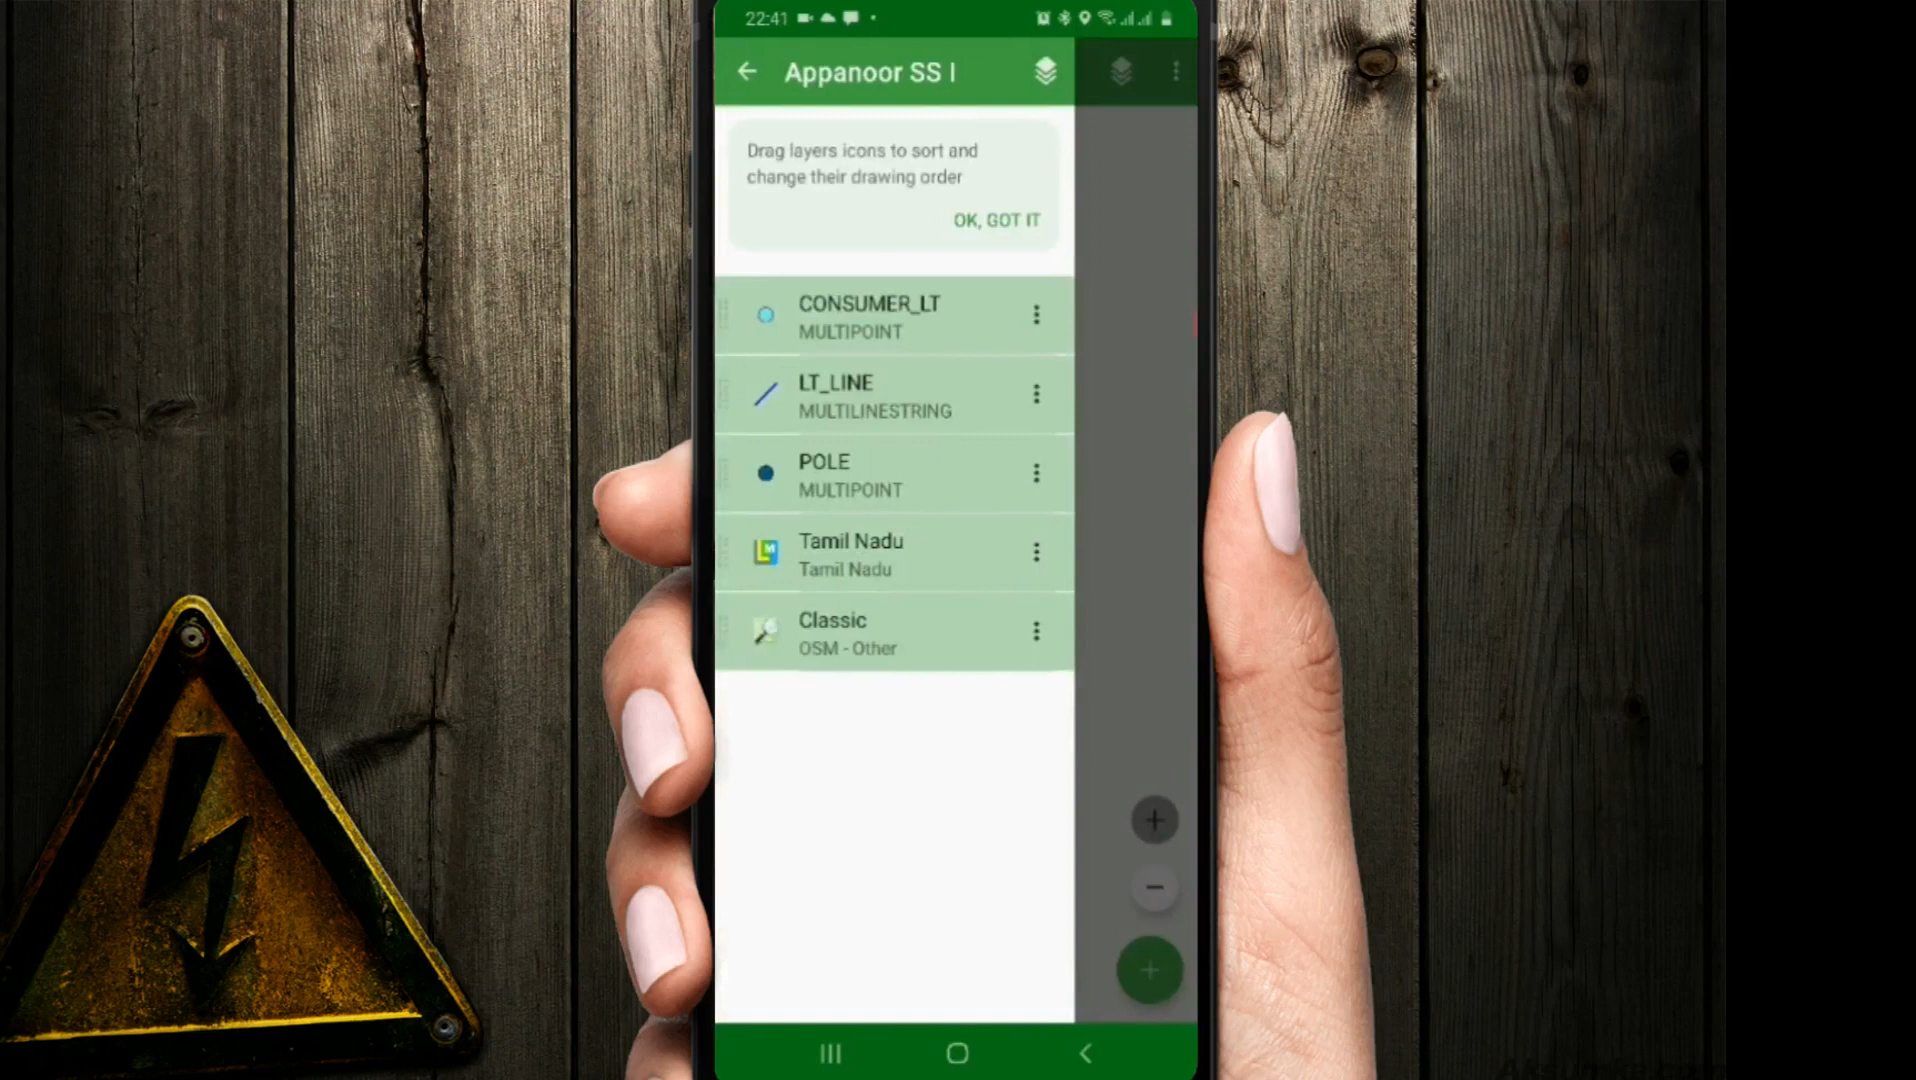 22:41
Appanoor SS I
Drag layers icons to sort and
change their drawing order
OK, GOT IT
CONSUMER_LT
MULTIPOINT
LT_LINE
MULTILINESTRING
POLE
MULTIPOINT
Tamil Nadu
Tamil Nadu
Classic
OSM - Other